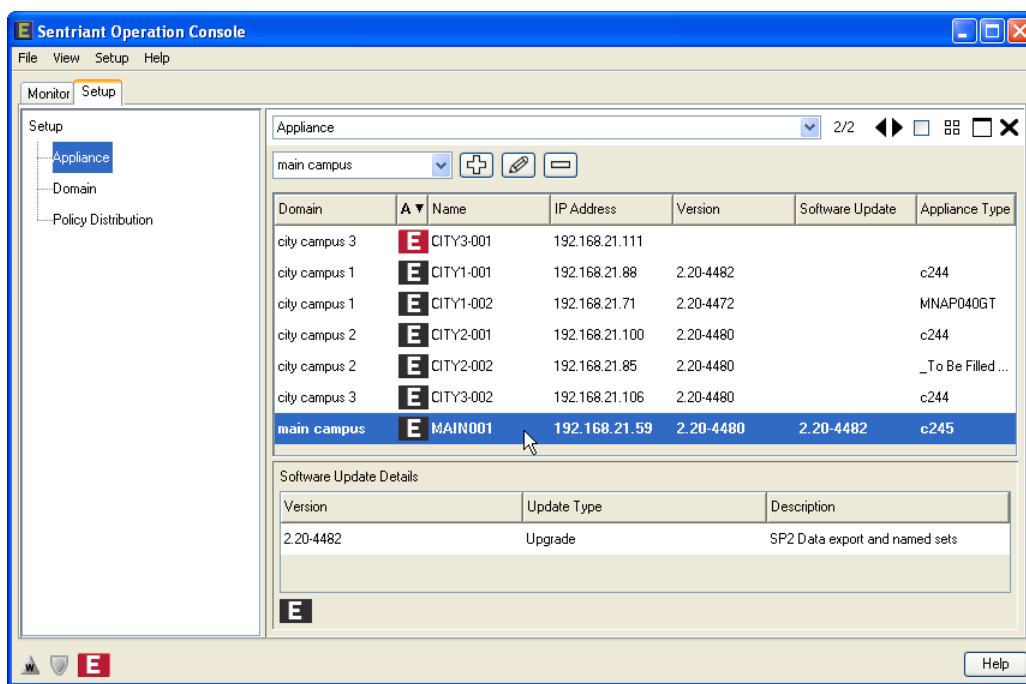 E Sentriant Operation Console
File View Setup Help
Monitor Setup
Setup
Appliance
Domain
Policy Distribution
Appliance 2/2
main campus
Domain A Name IP Address Version Software Update Appliance Type
city campus 3 E CITY3-001 192.168.21.111
city campus 1 E CITY1-001 192.168.21.88 2.20-4482 c244
city campus 1 E CITY1-002 192.168.21.71 2.20-4472 MNAP040GT
city campus 2 E CITY2-001 192.168.21.100 2.20-4480 c244
city campus 2 E CITY2-002 192.168.21.85 2.20-4480 _To Be Filled ...
city campus 3 E CITY3-002 192.168.21.106 2.20-4480 c244
main campus E MAIN001 192.168.21.59 2.20-4480 2.20-4482 c245
Software Update Details
Version Update Type Description
2.20-4482 Upgrade SP2 Data export and named sets
E
W E Help